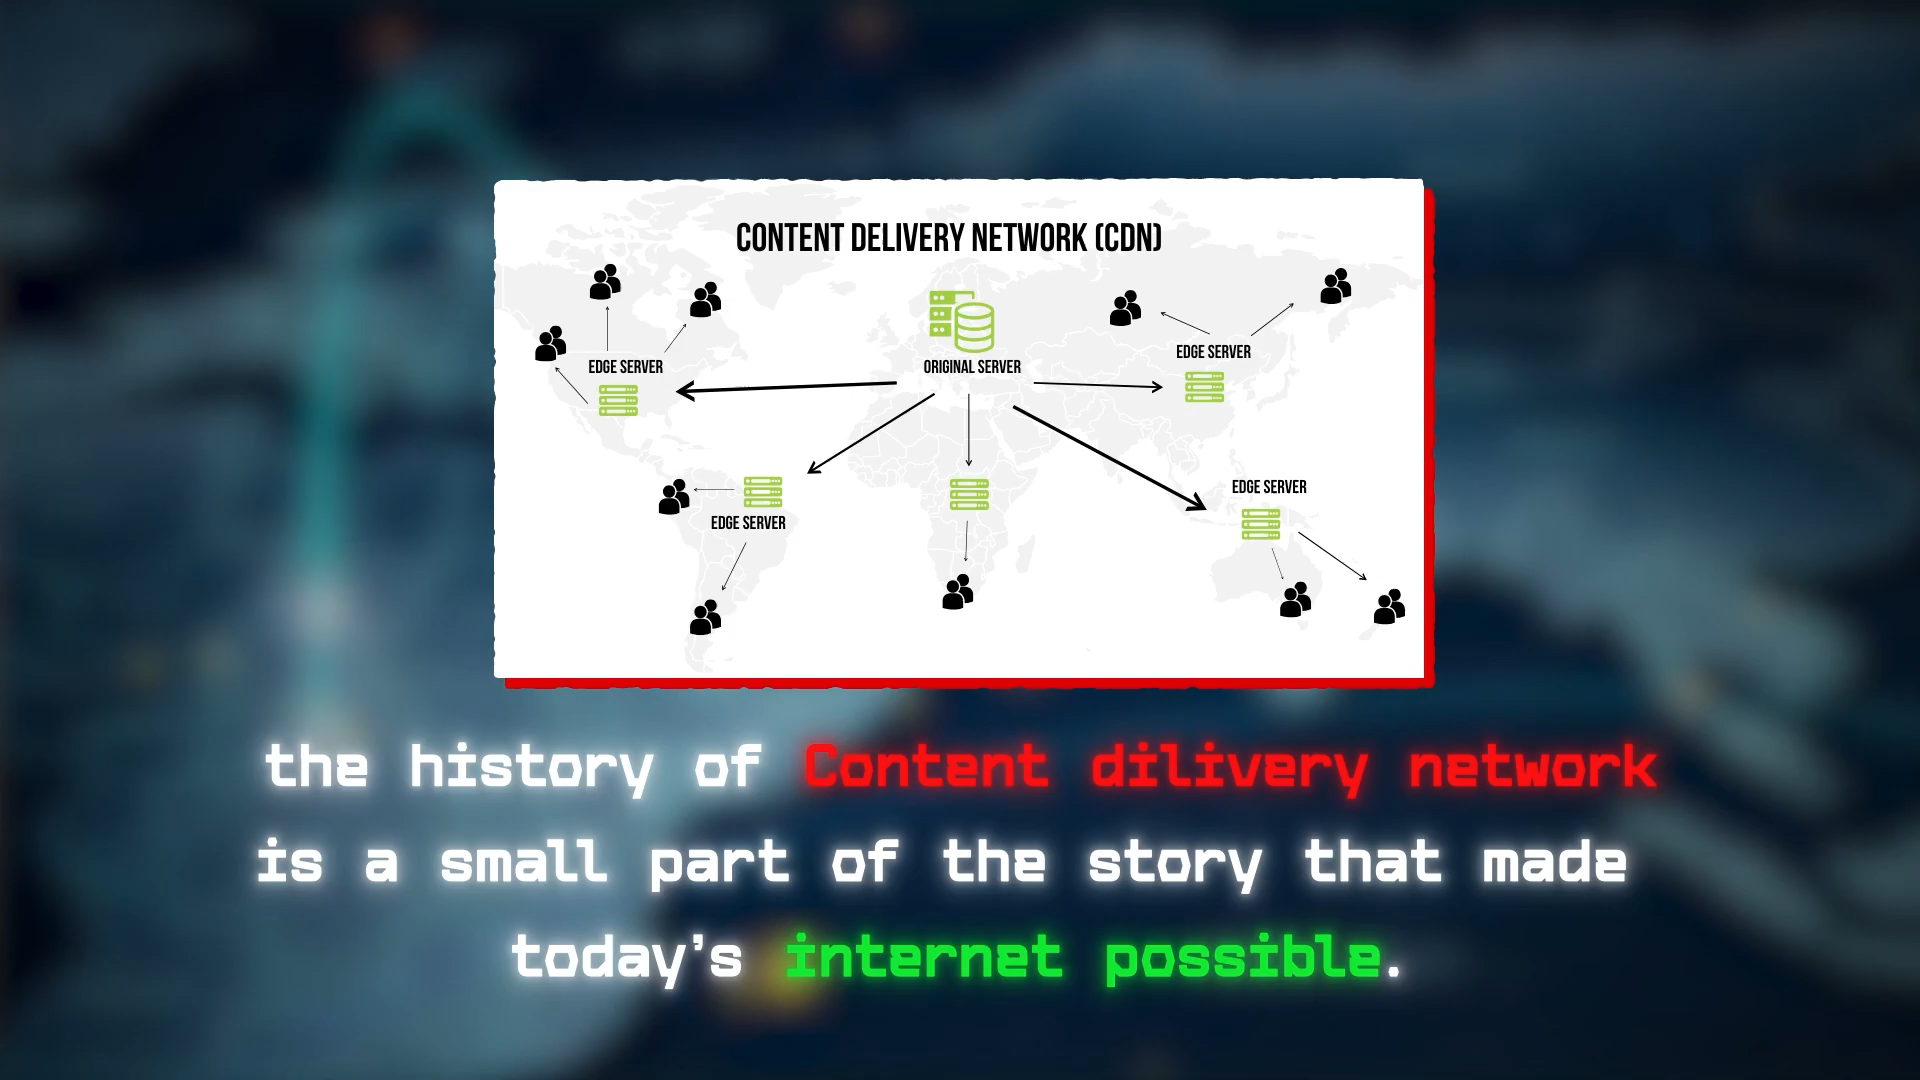 CONTENT DELIVERY NETWORK (CDN)
EDGE SERVER
ORIGINAL SERVER
EDGE SERVER
EDGE SERVER
EDGE SERVER
the history of Content dilivery network
is a small part of the story that made
today's internet possible.